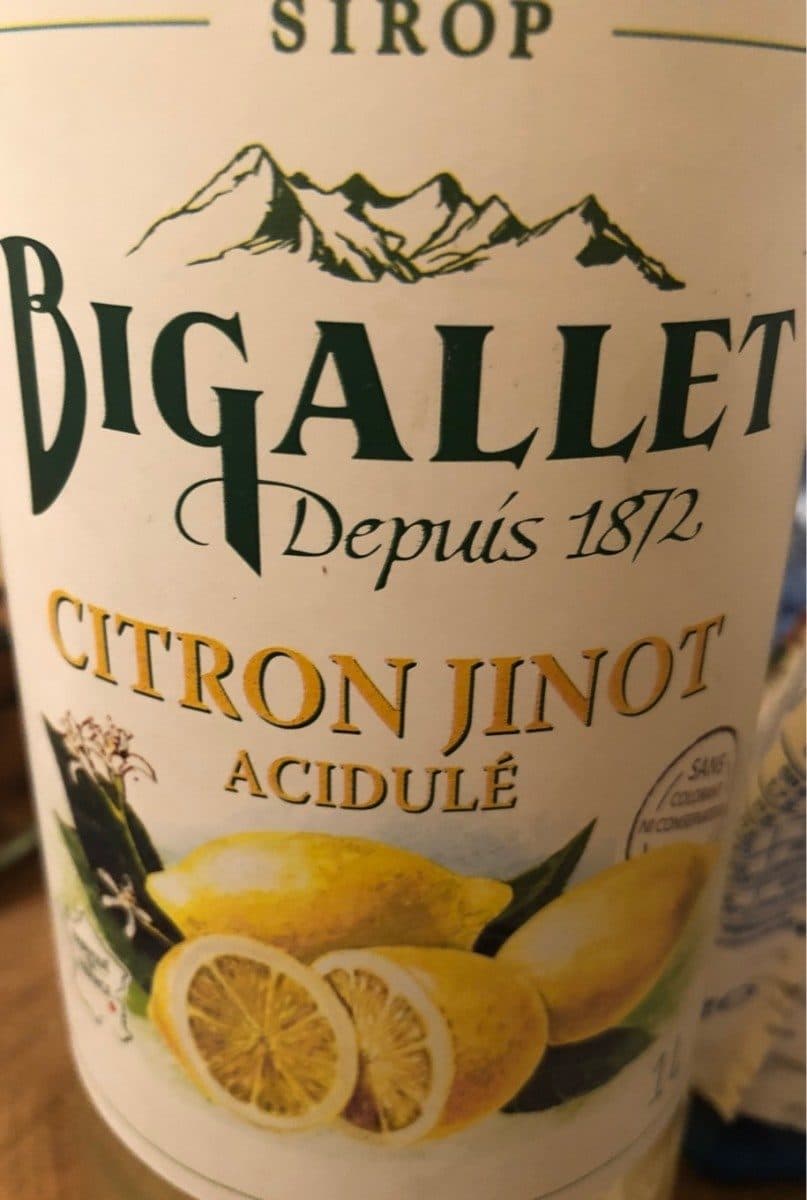 SIROP
BIGALLET
Depuis 1872
CITRON JINOT
ACIDULÉ
SANS
COLORANT
NI CONSERVATEUR
1L